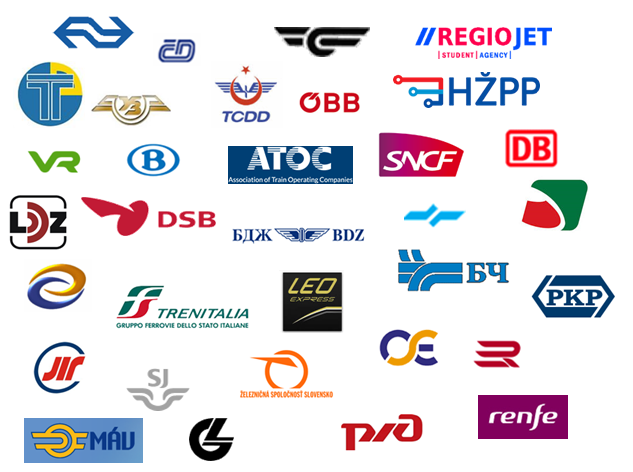 REGIOJET
| STUDENT | AGENCY |
ČD
TCDD
ÖBB
HŽPP
VR
B
ATOC
Association of Train Operating Companies
SNCF
DB
LDZ
DSB
БДЖ BDZ
БЧ
LEO
EXPRESS
PKP
TRENITALIA
GRUPPO FERROVIE DELLO STATO ITALIANE
SJ
ŽELEZNIČNÁ SPOLOČNOSŤ SLOVENSKO
MÁV
renfe